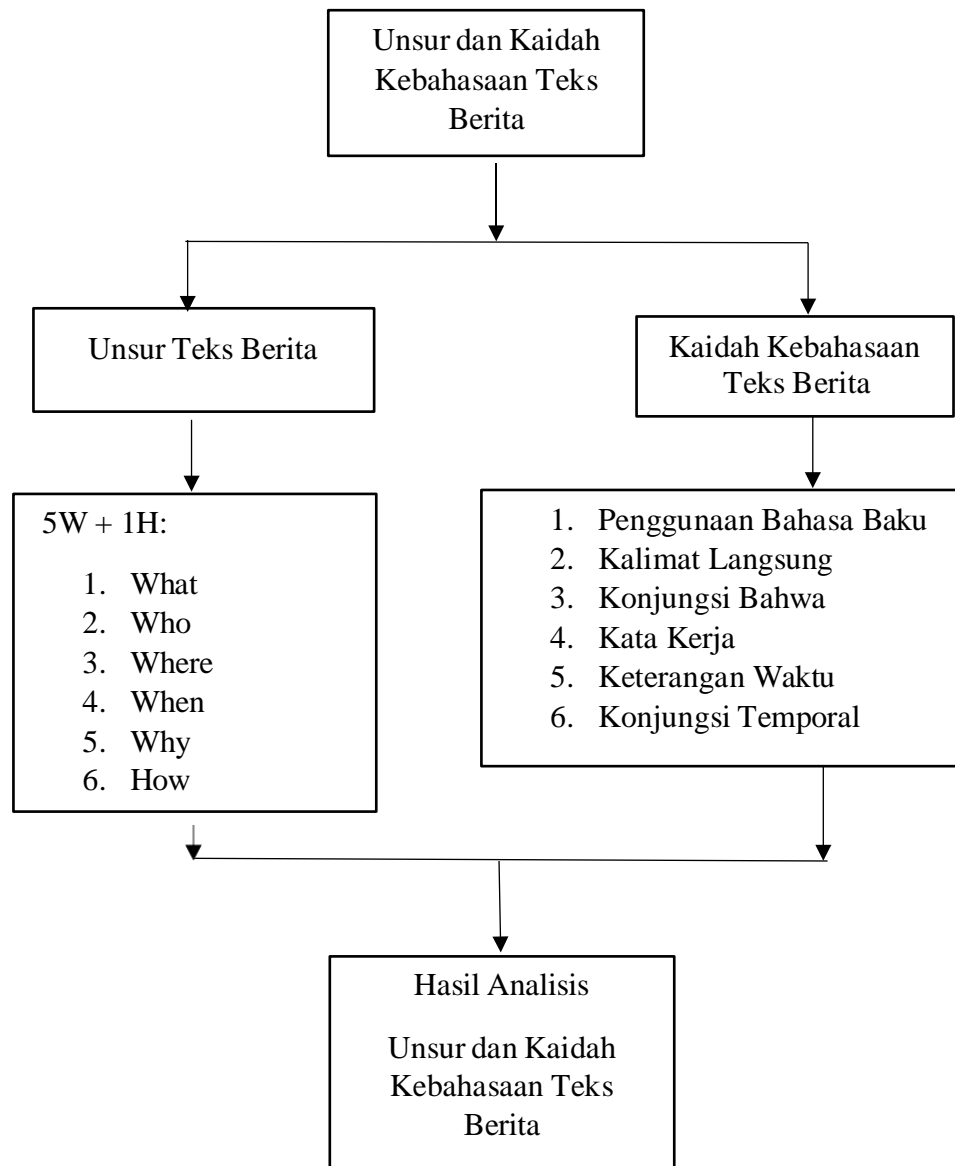 Unsur dan Kaidah
Kebahasaan Teks
Berita
Unsur Teks Berita
Kaidah Kebahasaan
Teks Berita
5W + 1H:
1. What
2. Who
3. Where
4. When
5. Why
6. How
1. Penggunaan Bahasa Baku
2. Kalimat Langsung
3. Konjungsi Bahwa
4. Kata Kerja
5. Keterangan Waktu
6. Konjungsi Temporal
Hasil Analisis
Unsur dan Kaidah
Kebahasaan Teks
Berita